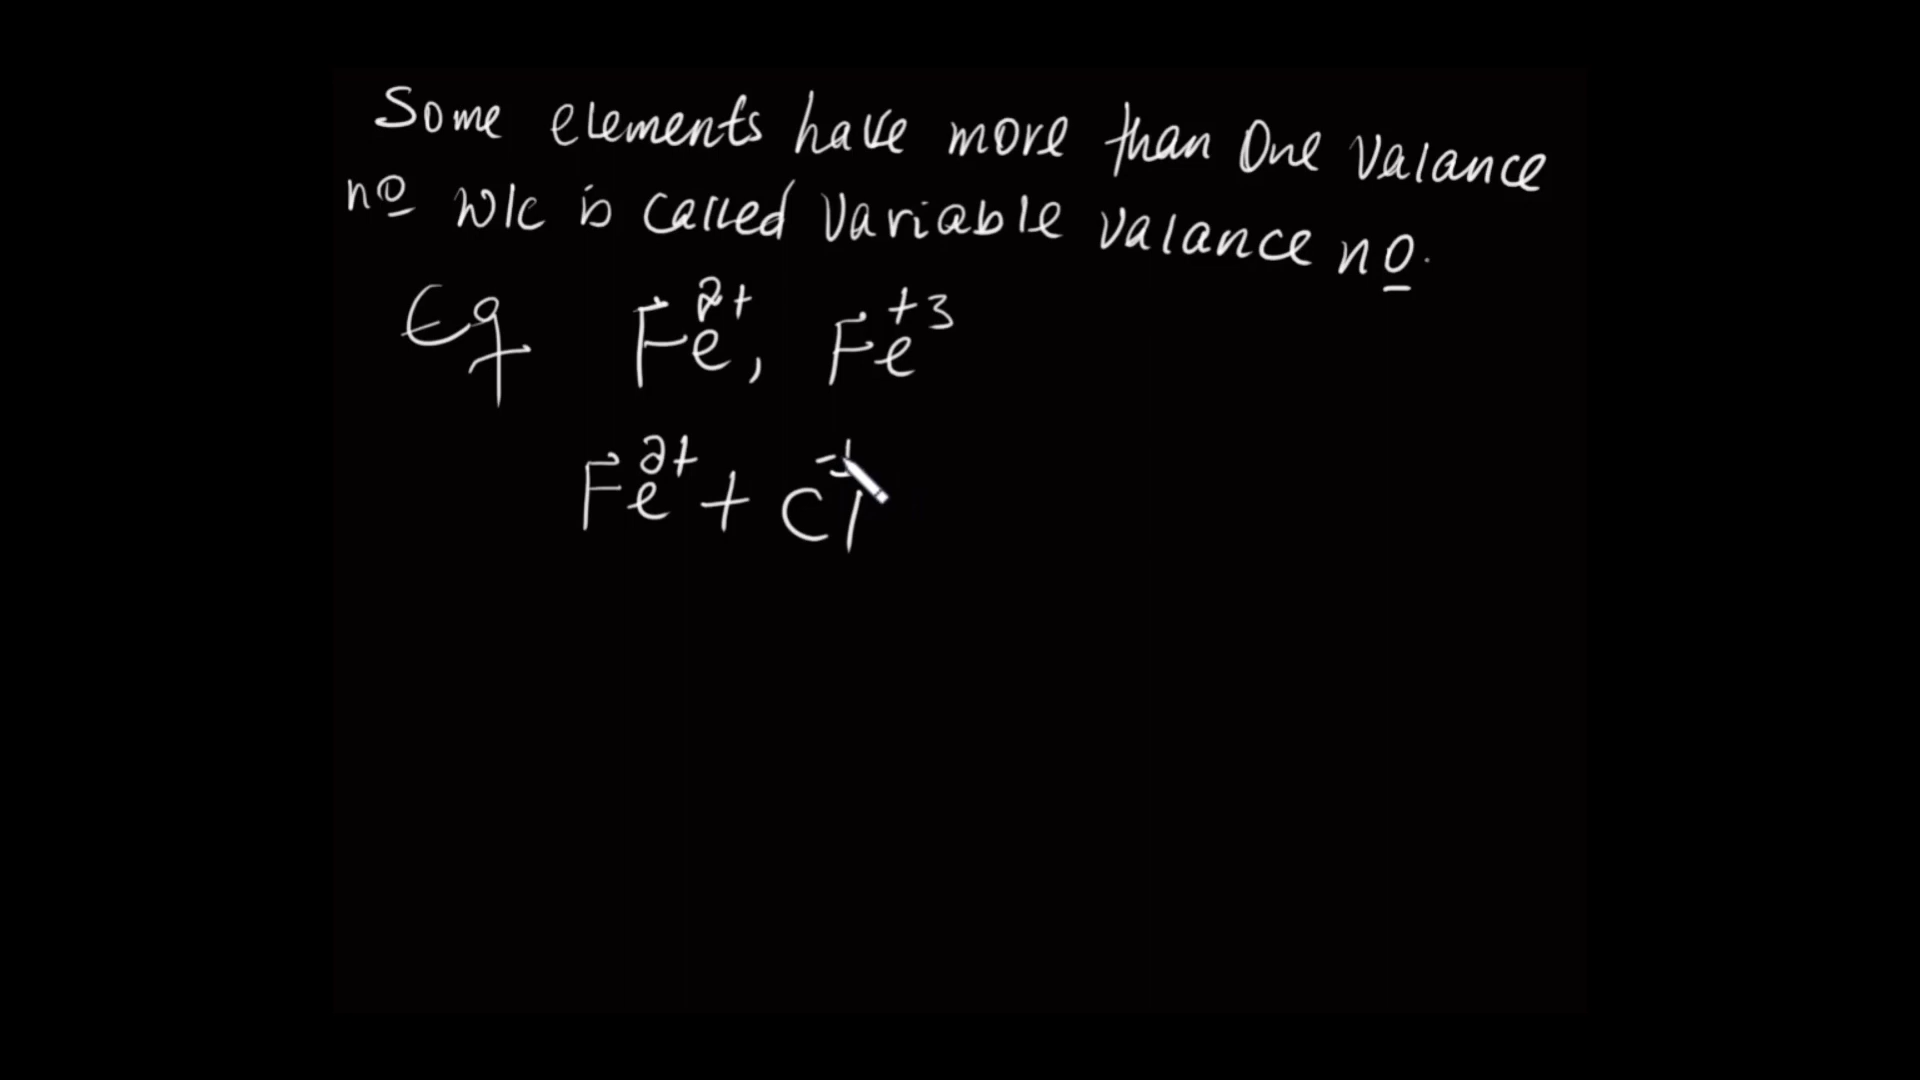 Some elements have more than One Valance
no w/c is called Variable Valance no.
Eg Fe²⁺, Fe⁺³
Fe²⁺ + Cl⁻¹